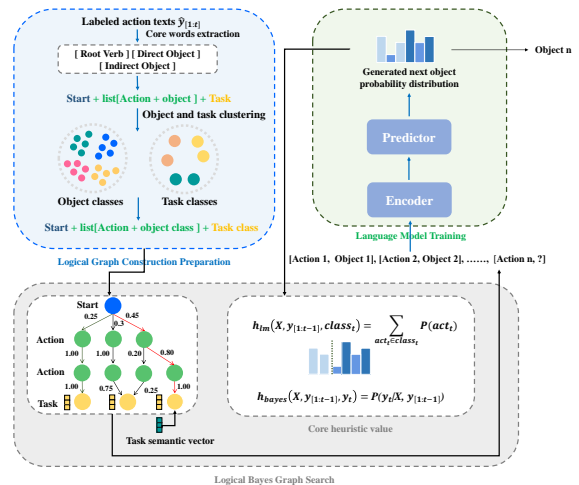 Labeled action texts ŷ[1:t]
Core words extraction
[ Root Verb ] [ Direct Object ]
[ Indirect Object ]
Start + list[Action + object ] + Task
Object and task clustering
Object classes
Task classes
Start + list[Action + object class ] + Task class
Logical Graph Construction Preparation
Object n
Generated next object
probability distribution
Predictor
Encoder
Language Model Training
[Action 1, Object 1], [Action 2, Object 2], ……, [Action n, ?]
Start
0.25
0.3
0.45
Action
1.00
1.00
0.20
0.80
Action
1.00
0.75
0.25
1.00
Task
Task semantic vector
h_lm(X, y[1:t−1], class_t) = ∑ P(act_t)
act_t∈class_t
h_bayes(X, y[1:t−1], y_t) = P(y_t/X, y[1:t−1])
Core heuristic value
Logical Bayes Graph Search